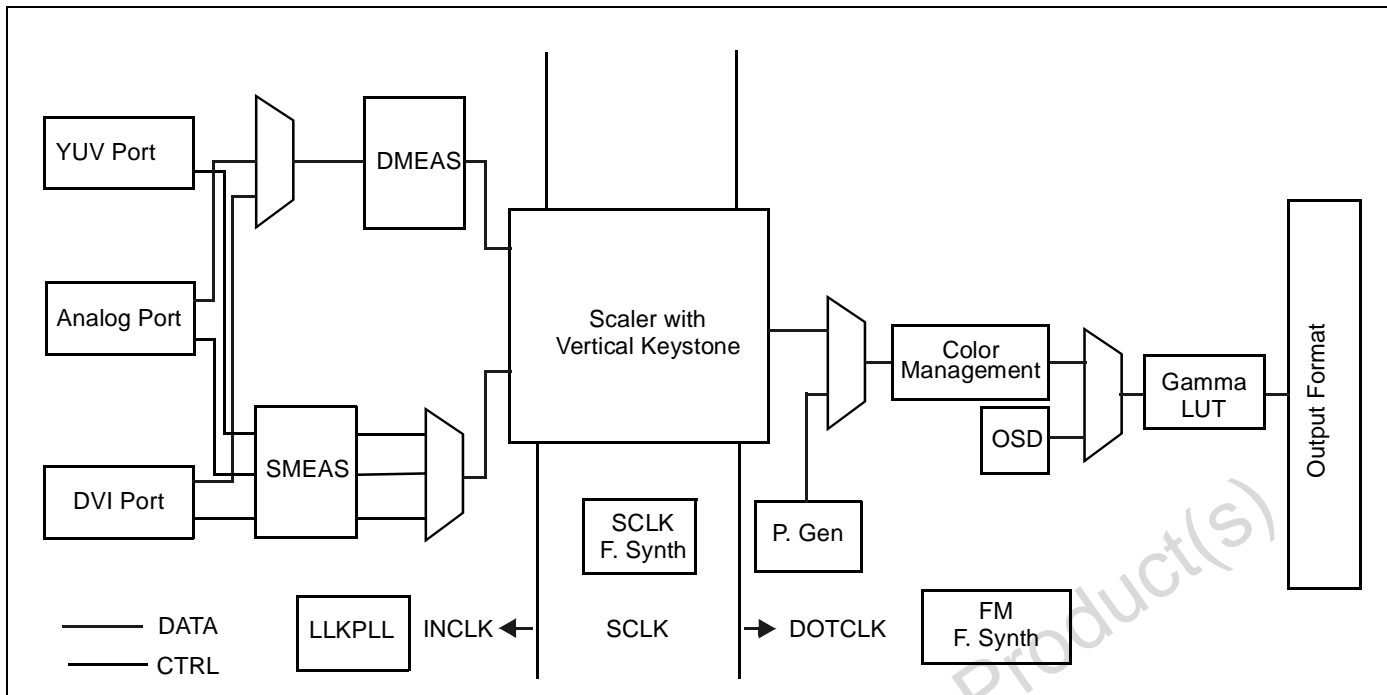 YUV Port
DMEAS
Analog Port
Scaler with
Vertical Keystone
Color
Management
Gamma
LUT
Output Format
OSD
SMEAS
DVI Port
SCLK
F. Synth
P. Gen
DATA
CTRL
LLKPLL
INCLK
SCLK
DOTCLK
FM
F. Synth
Product(s)